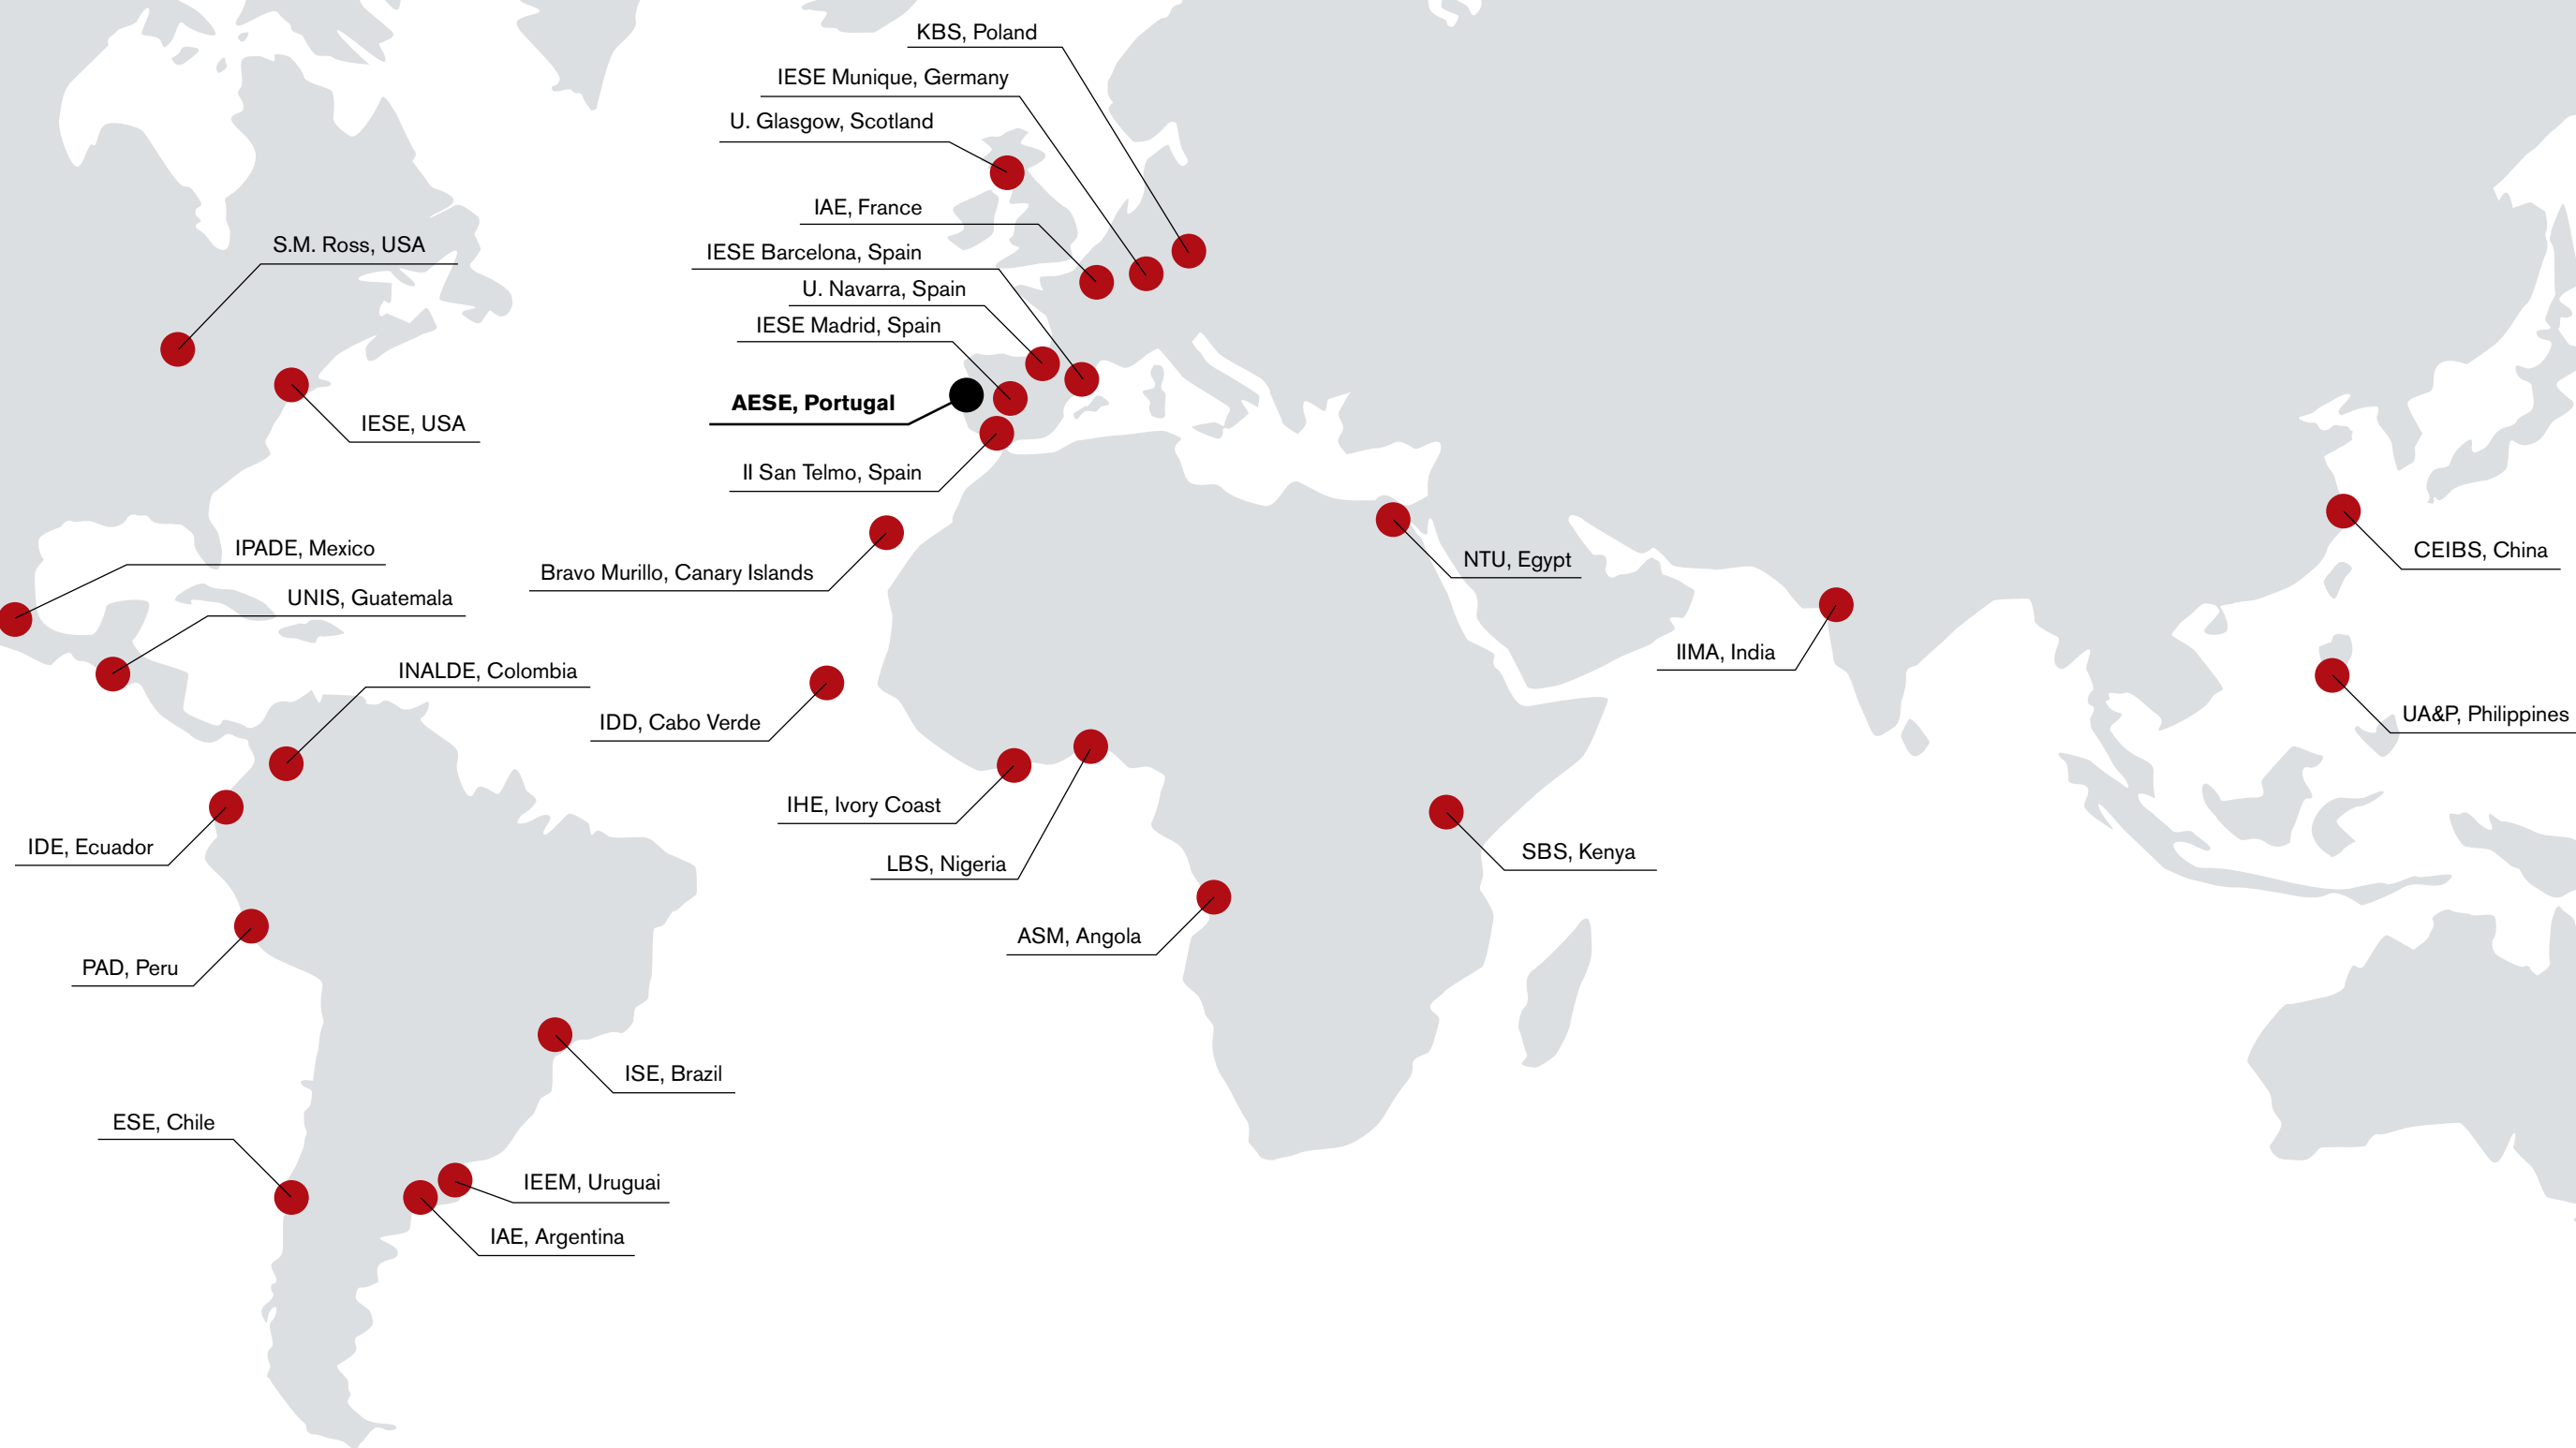 KBS, Poland
IESE Munique, Germany
U. Glasgow, Scotland
IAE, France
S.M. Ross, USA
IESE Barcelona, Spain
U. Navarra, Spain
IESE Madrid, Spain
AESE, Portugal
IESE, USA
II San Telmo, Spain
IPADE, Mexico
CEIBS, China
NTU, Egypt
Bravo Murillo, Canary Islands
UNIS, Guatemala
IIMA, India
INALDE, Colombia
UA&P, Philippines
IDD, Cabo Verde
IHE, Ivory Coast
IDE, Ecuador
SBS, Kenya
LBS, Nigeria
ASM, Angola
PAD, Peru
ISE, Brazil
ESE, Chile
IEEM, Uruguai
IAE, Argentina